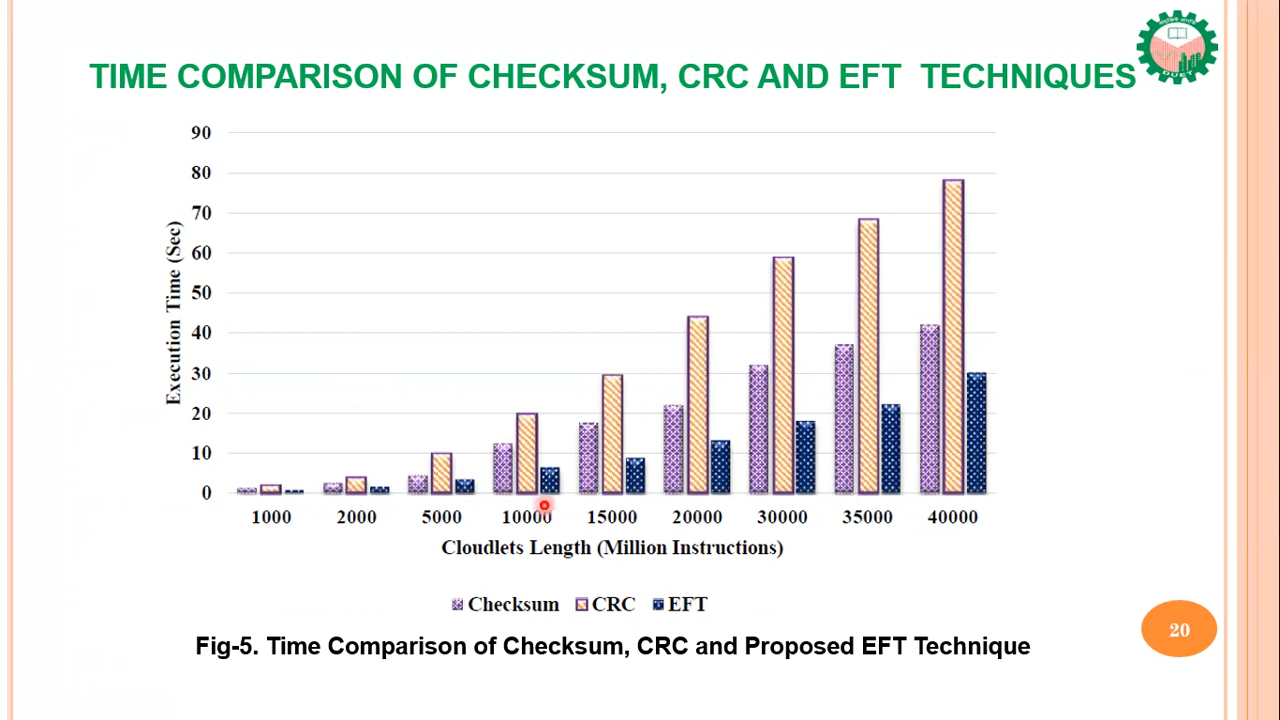 TIME COMPARISON OF CHECKSUM, CRC AND EFT TECHNIQUES
90
80
70
60
50
40
30
20
10
0
Execution Time (Sec)
1000 2000 5000 10000 15000 20000 30000 35000 40000
Cloudlets Length (Million Instructions)
Checksum CRC EFT
Fig-5. Time Comparison of Checksum, CRC and Proposed EFT Technique
20
DUET